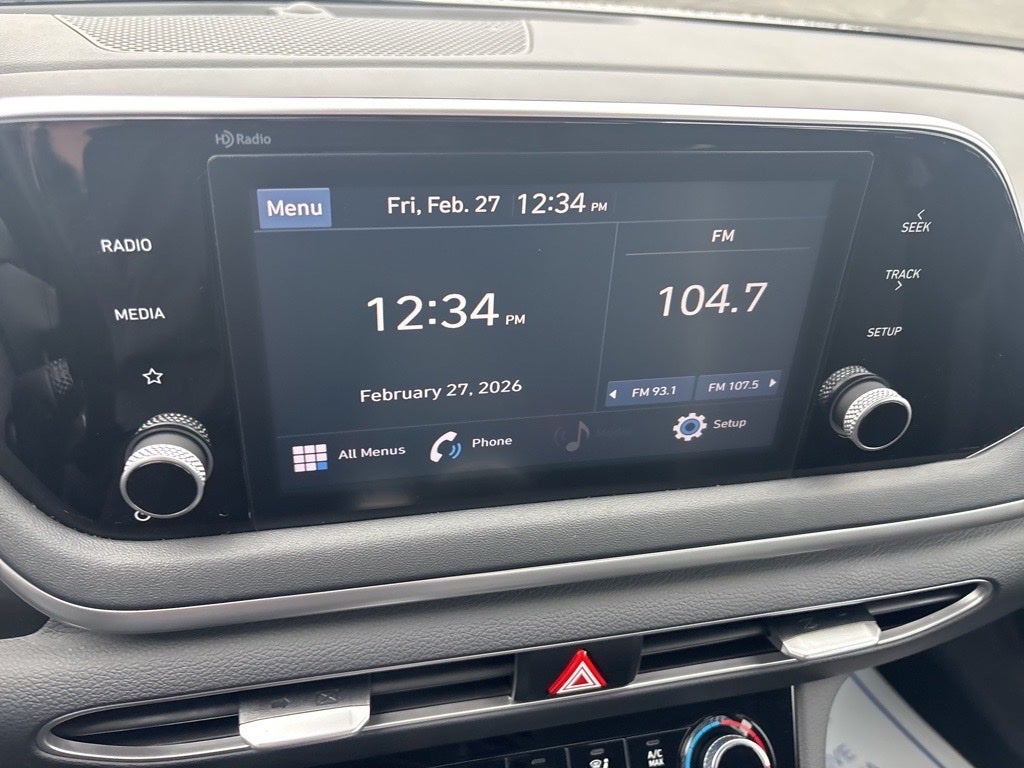 HD Radio
Menu Fri, Feb. 27 12:34 PM
RADIO
MEDIA
12:34 PM
February 27, 2026
FM
104.7
FM 93.1 FM 107.5
All Menus Phone Setup
SEEK
TRACK
SETUP
A/C
MAX